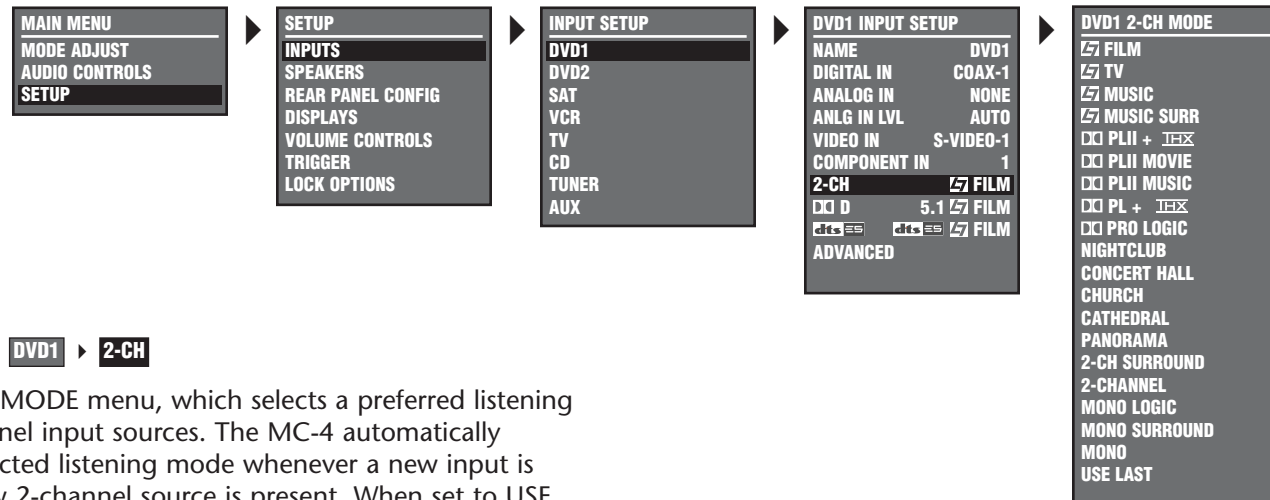 MAIN MENU
MODE ADJUST
AUDIO CONTROLS
SETUP
SETUP
INPUTS
SPEAKERS
REAR PANEL CONFIG
DISPLAYS
VOLUME CONTROLS
TRIGGER
LOCK OPTIONS
INPUT SETUP
DVD1
DVD2
SAT
VCR
TV
CD
TUNER
AUX
DVD1 INPUT SETUP
NAME DVD1
DIGITAL IN COAX-1
ANALOG IN NONE
ANLG IN LVL AUTO
VIDEO IN S-VIDEO-1
COMPONENT IN 1
2-CH FILM
D 5.1 FILM
dts ES dts ES FILM
ADVANCED
DVD1 2-CH MODE
FILM
TV
MUSIC
MUSIC SURR
PLII + THX
PLII MOVIE
PLII MUSIC
PL + THX
PRO LOGIC
NIGHTCLUB
CONCERT HALL
CHURCH
CATHEDRAL
PANORAMA
2-CH SURROUND
2-CHANNEL
MONO LOGIC
MONO SURROUND
MONO
USE LAST
DVD1 2-CH
MODE menu, which selects a preferred listening
nel input sources. The MC-4 automatically
cted listening mode whenever a new input is
2-channel source is present. When set to USE